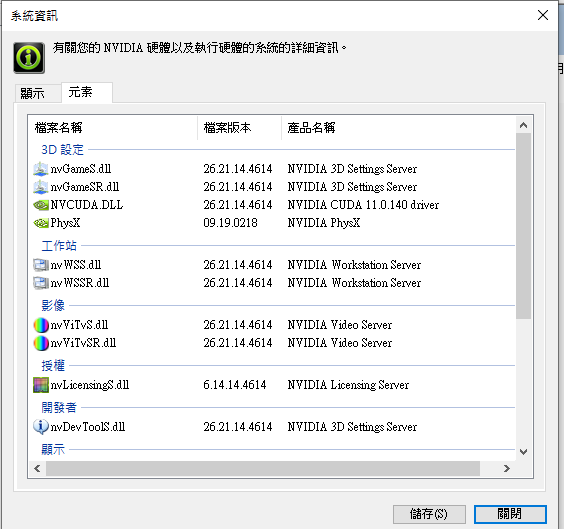 系統資訊
有關您的 NVIDIA 硬體以及執行硬體的系統的詳細資訊。
顯示 元素
檔案名稱 檔案版本 產品名稱
3D 設定
nvGameS.dll 26.21.14.4614 NVIDIA 3D Settings Server
nvGameSR.dll 26.21.14.4614 NVIDIA 3D Settings Server
NVCUDA.DLL 26.21.14.4614 NVIDIA CUDA 11.0.140 driver
PhysX 09.19.0218 NVIDIA PhysX
工作站
nvWSS.dll 26.21.14.4614 NVIDIA Workstation Server
nvWSSR.dll 26.21.14.4614 NVIDIA Workstation Server
影像
nvViTvS.dll 26.21.14.4614 NVIDIA Video Server
nvViTvSR.dll 26.21.14.4614 NVIDIA Video Server
授權
nvLicensingS.dll 6.14.14.4614 NVIDIA Licensing Server
開發者
nvDevToolS.dll 26.21.14.4614 NVIDIA 3D Settings Server
顯示
儲存(S) 關閉